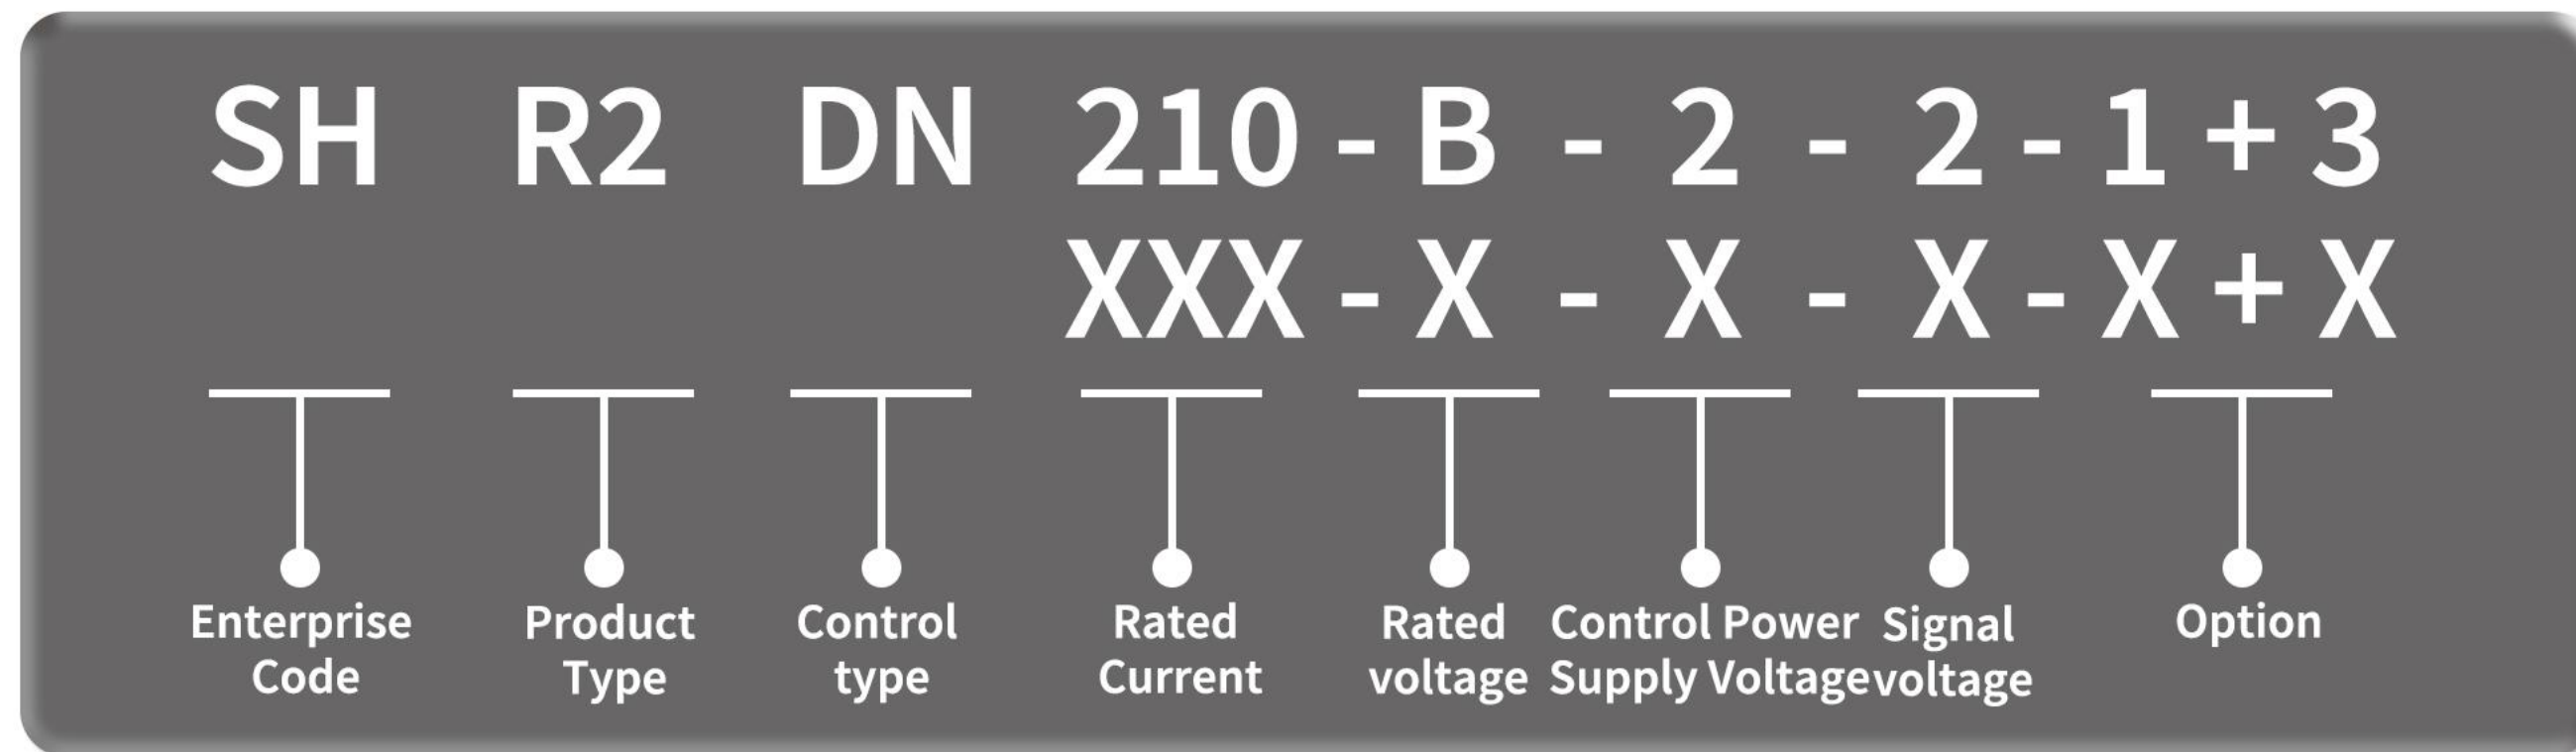 SH R2 DN 210 - B - 2 - 2 - 1 + 3
XXX - X - X - X - X + X
Enterprise Code
Product Type
Control type
Rated Current
Rated voltage
Control Power Supply Voltage
Signal voltage
Option